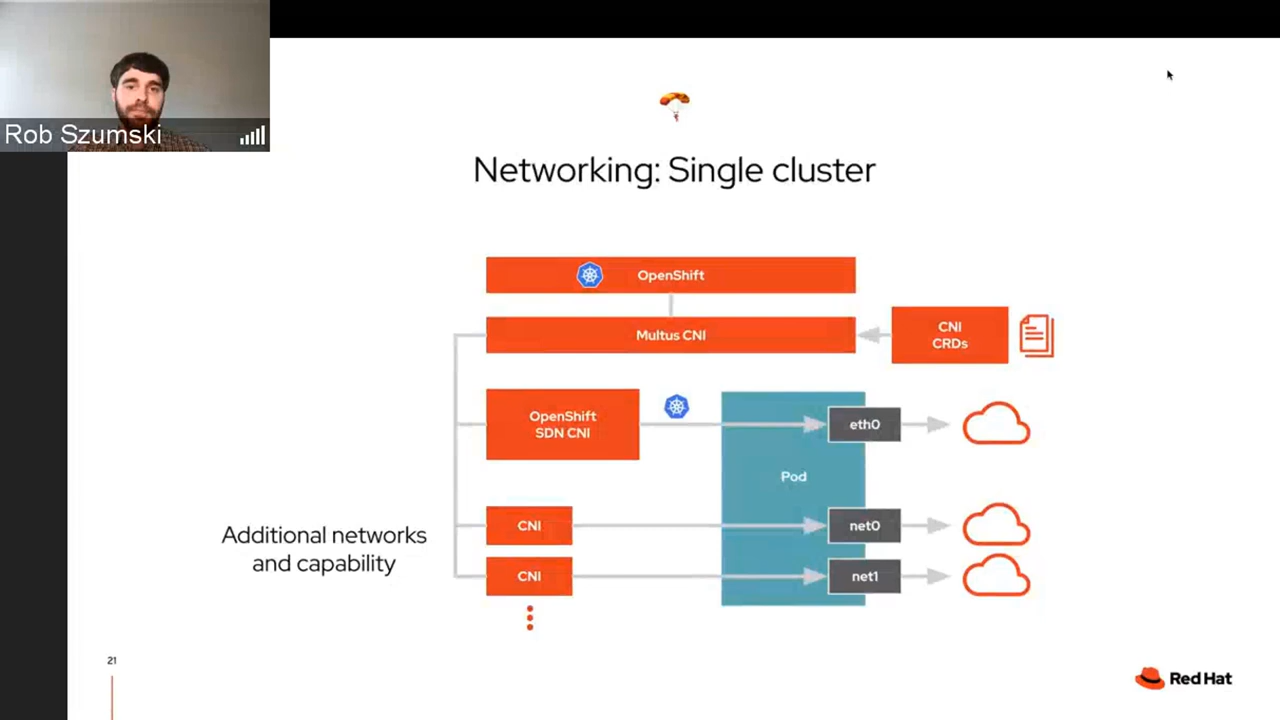 Rob Szumski
Networking: Single cluster
OpenShift
Multus CNI
CNI
CRDs
OpenShift
SDN CNI
eth0
Pod
Additional networks
and capability
CNI
net0
CNI
net1
21
Red Hat